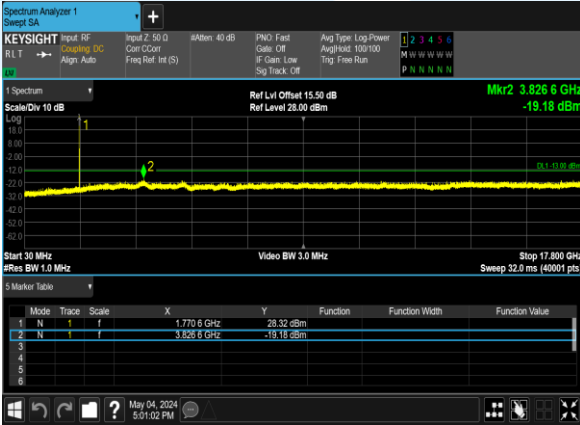 Spectrum Analyzer 1
Swept SA
+
KEYSIGHT Input: RF Input Z: 50 Ω #Atten: 40 dB PNO: Fast Avg Type: Log-Power 1 2 3 4 5 6
RLT Coupling: DC Corr CCorr Gate: Off Avg|Hold: 100/100 M W W W W W
Align: Auto Freq Ref: Int (S) IF Gain: Low Trig: Free Run
Sig Track: Off P N N N N N
LVI
1 Spectrum Ref Lvl Offset 15.50 dB Mkr2 3.826 6 GHz
Scale/Div 10 dB Ref Level 28.00 dBm -19.18 dBm
Log
18.0
8.00
-2.00
-12.0
-22.0
-32.0
-42.0
-52.0
-62.0
1
2
DL1 -13.00 dBm
Start 30 MHz Video BW 3.0 MHz Stop 17.800 GHz
#Res BW 1.0 MHz Sweep 32.0 ms (40001 pts)
5 Marker Table
Mode Trace Scale X Y Function Function Width Function Value
1 N 1 f 1.770 6 GHz 28.32 dBm
2 N 1 f 3.826 6 GHz -19.18 dBm
3
4
5
6
? May 04, 2024
5:01:02 PM